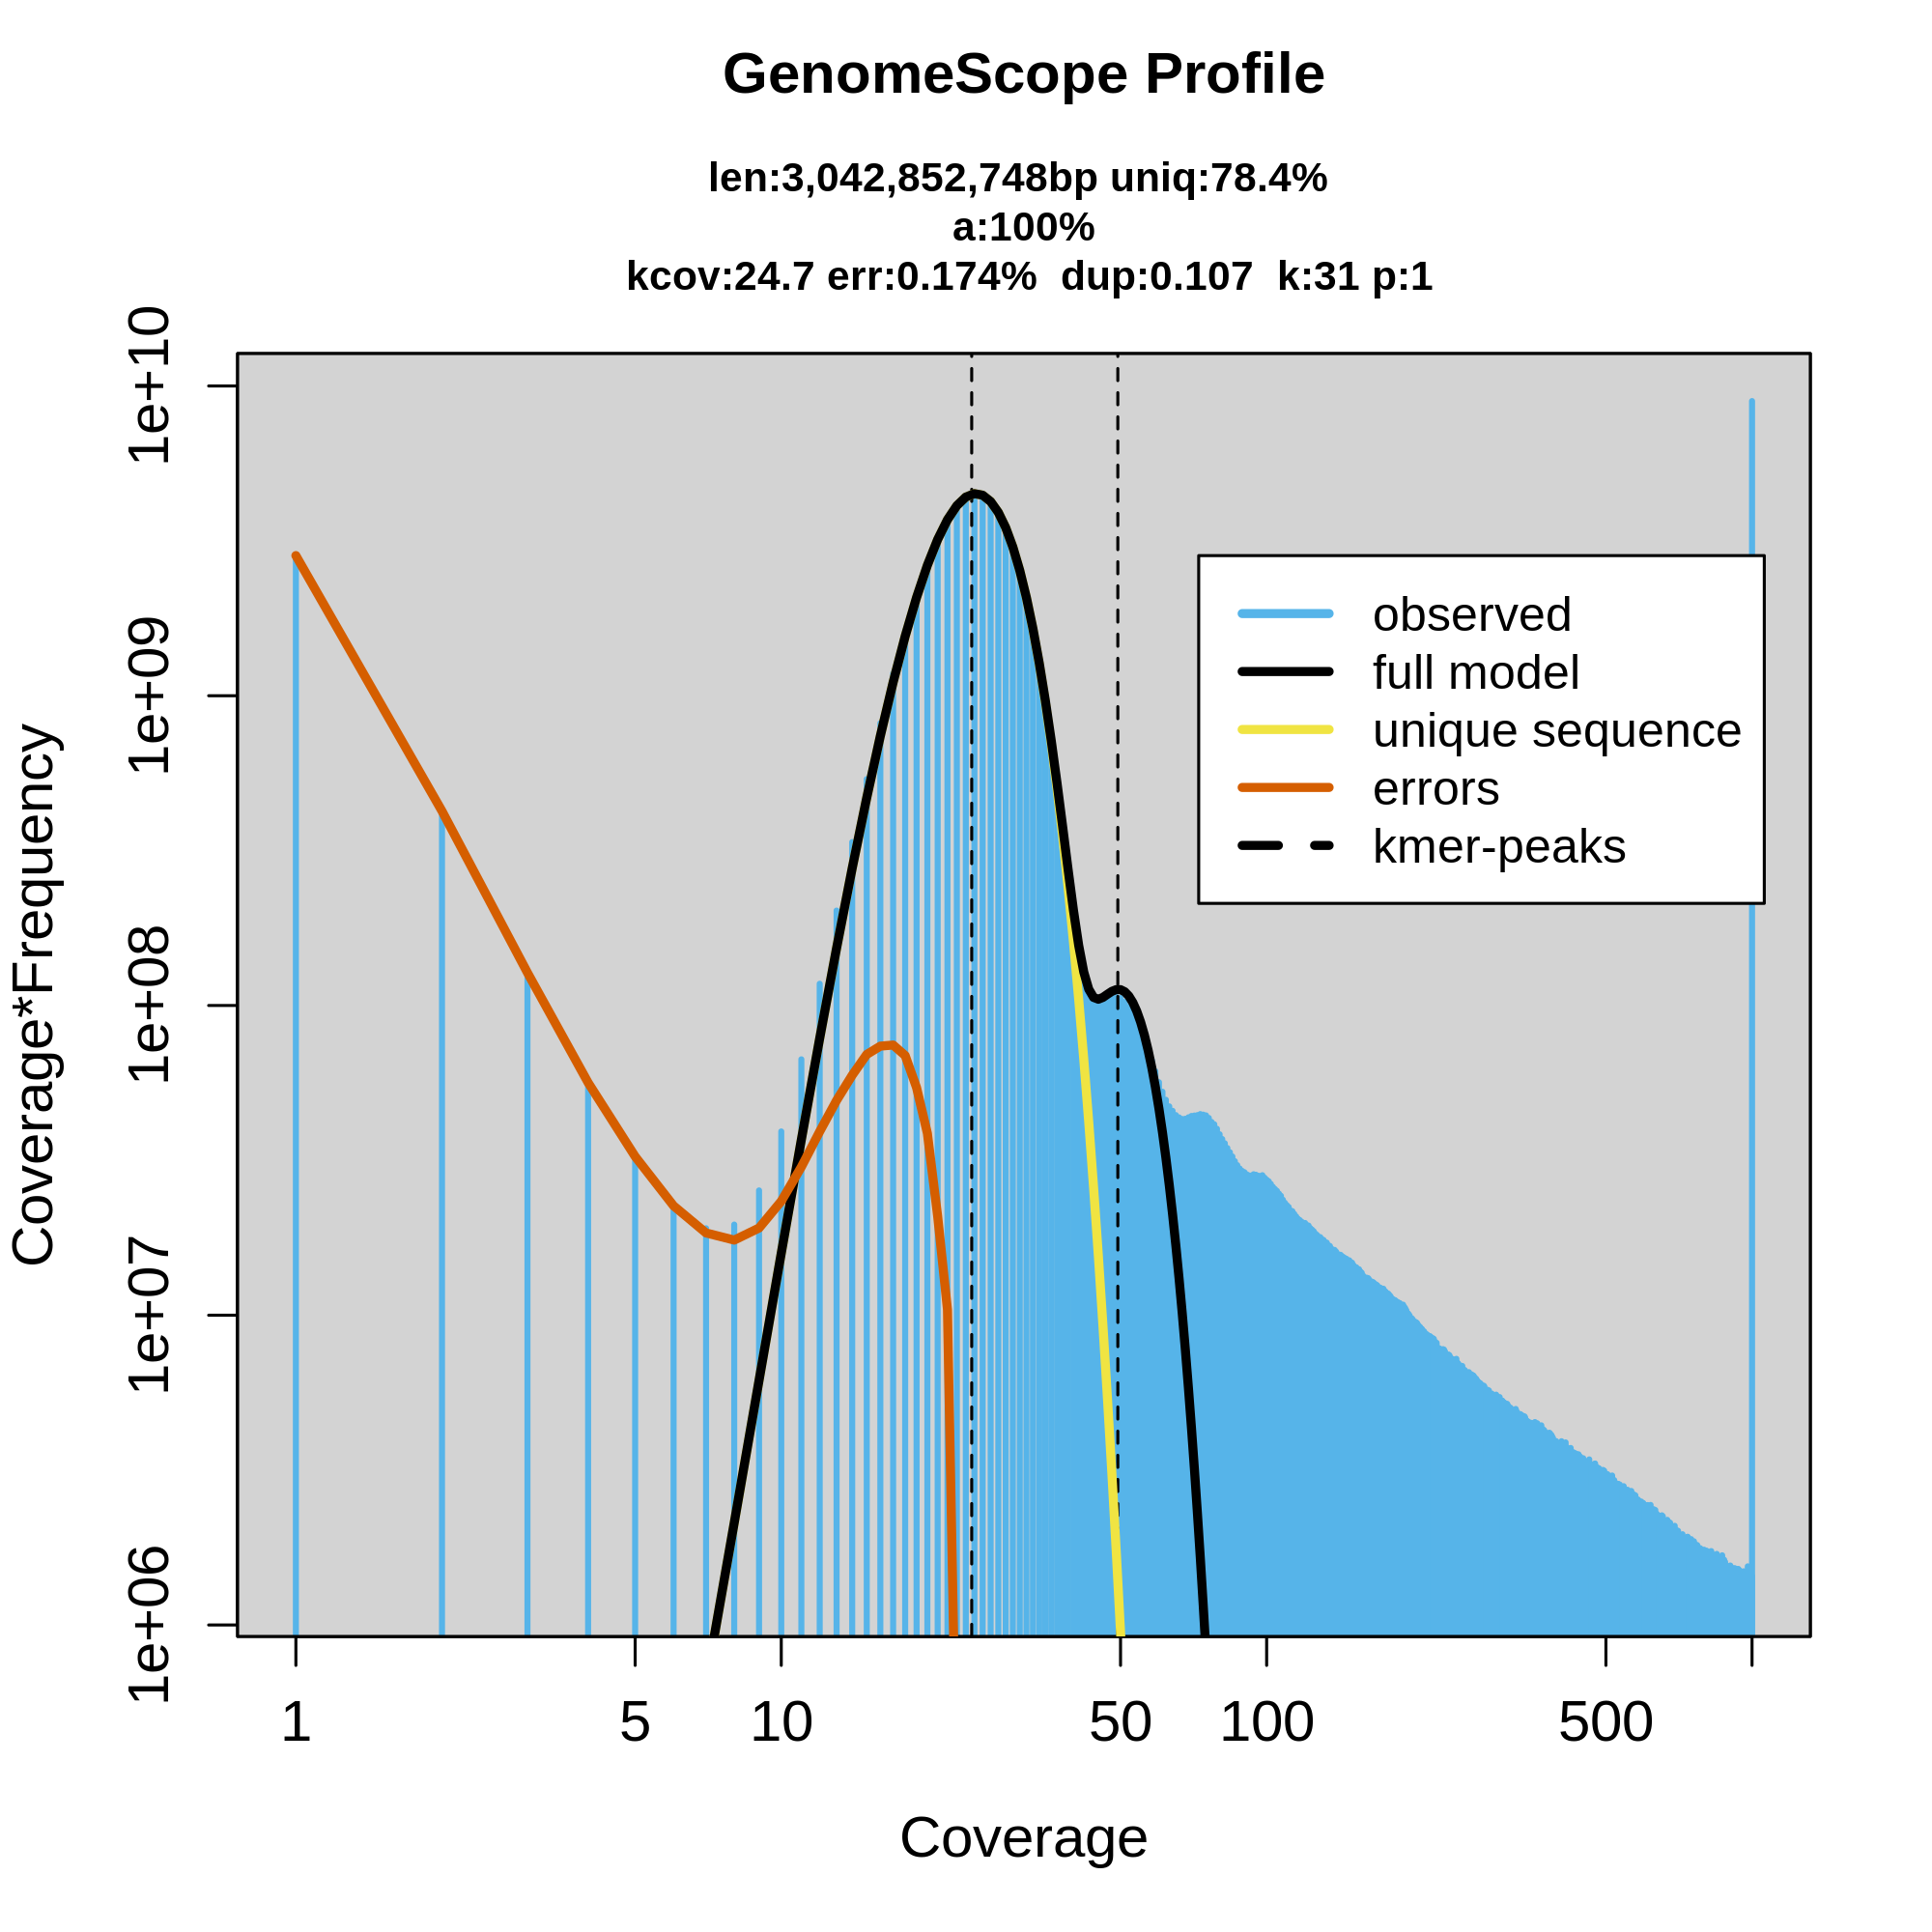 GenomeScope Profile
len:3,042,852,748bp uniq:78.4%
a:100%
kcov:24.7 err:0.174%  dup:0.107  k:31 p:1
1e+10
1e+09
1e+08
1e+07
1e+06
Coverage*Frequency
observed
full model
unique sequence
errors
kmer-peaks
1 5 10 50 100 500
Coverage